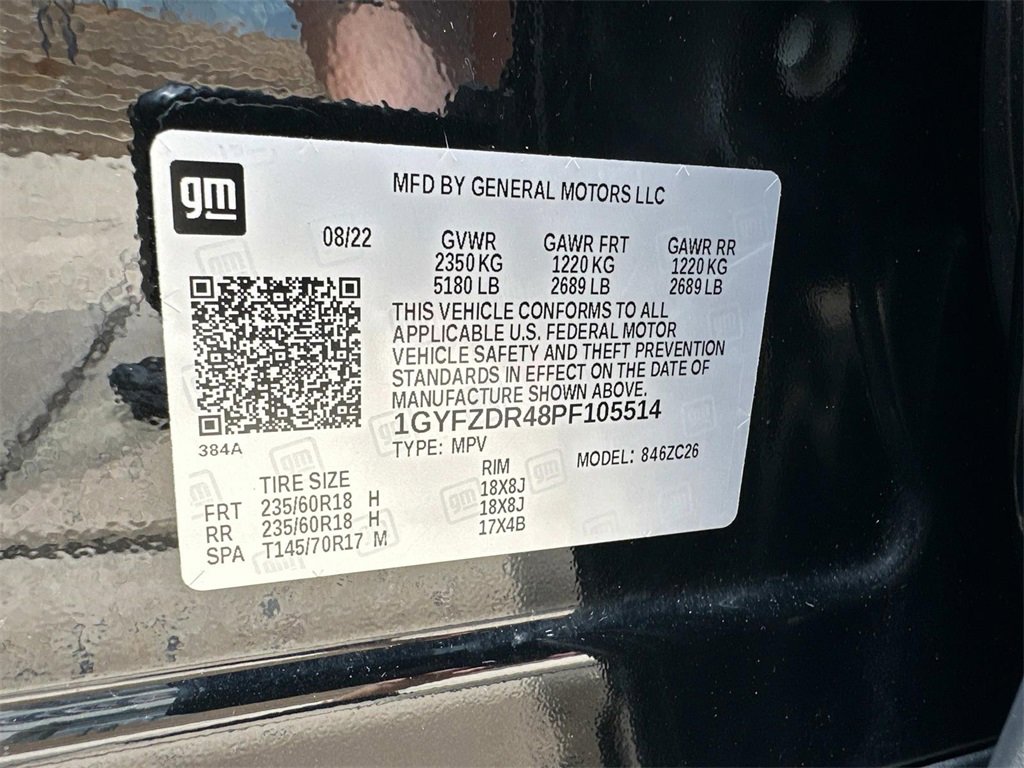 gm
MFD BY GENERAL MOTORS LLC
08/22
GVWR GAWR FRT GAWR RR
2350 KG 1220 KG 1220 KG
5180 LB 2689 LB 2689 LB
THIS VEHICLE CONFORMS TO ALL
APPLICABLE U.S. FEDERAL MOTOR
VEHICLE SAFETY AND THEFT PREVENTION
STANDARDS IN EFFECT ON THE DATE OF
MANUFACTURE SHOWN ABOVE.
1GYFZDR48PF105514
TYPE: MPV MODEL: 846ZC26
384A
TIRE SIZE RIM
FRT 235/60R18 H 18X8J
RR 235/60R18 H 18X8J
SPA T145/70R17 M 17X4B